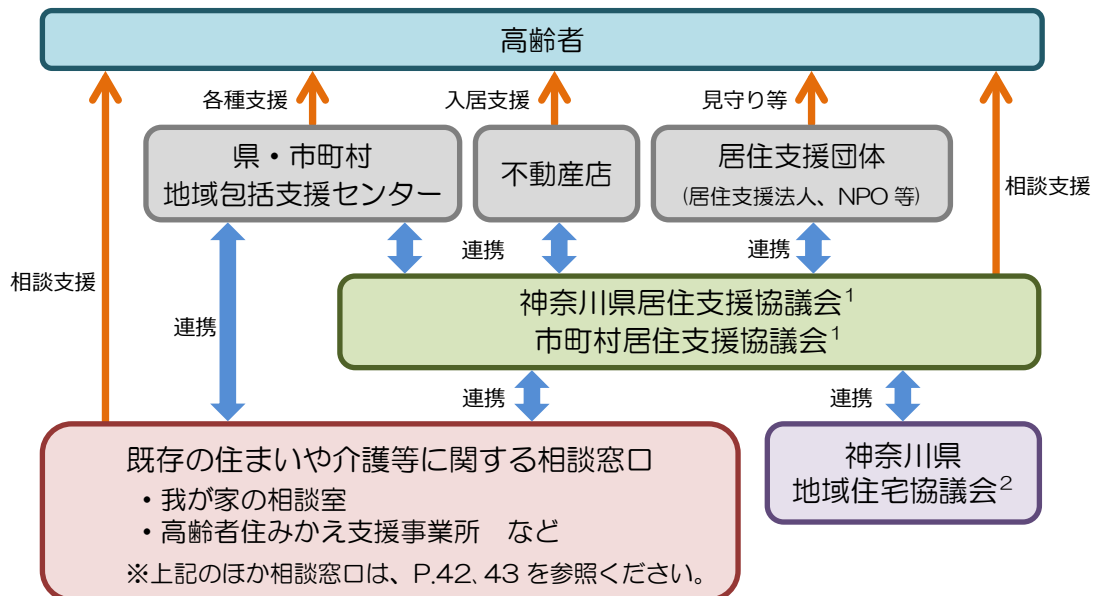 高齢者
各種支援
入居支援
見守り等
県・市町村
地域包括支援センター
不動産店
居住支援団体
(居住支援法人、NPO 等)
相談支援
連携
連携
相談支援
連携
神奈川県居住支援協議会1
市町村居住支援協議会1
連携
連携
既存の住まいや介護等に関する相談窓口
・我が家の相談室
・高齢者住みかえ支援事業所　など
※上記のほか相談窓口は、P.42、43 を参照ください。
神奈川県
地域住宅協議会2